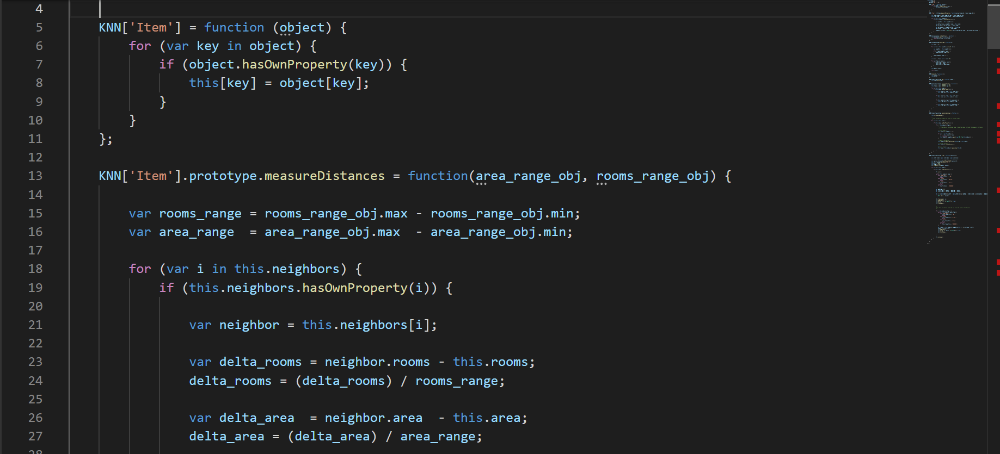 4
5 KNN['Item'] = function (object) {
6 for (var key in object) {
7 if (object.hasOwnProperty(key)) {
8 this[key] = object[key];
9 }
10 }
11 };
12
13 KNN['Item'].prototype.measureDistances = function(area_range_obj, rooms_range_obj) {
14
15 var rooms_range = rooms_range_obj.max - rooms_range_obj.min;
16 var area_range  = area_range_obj.max  - area_range_obj.min;
17
18 for (var i in this.neighbors) {
19 if (this.neighbors.hasOwnProperty(i)) {
20
21 var neighbor = this.neighbors[i];
22
23 var delta_rooms = neighbor.rooms - this.rooms;
24 delta_rooms = (delta_rooms) / rooms_range;
25
26 var delta_area  = neighbor.area  - this.area;
27 delta_area = (delta_area) / area_range;
28